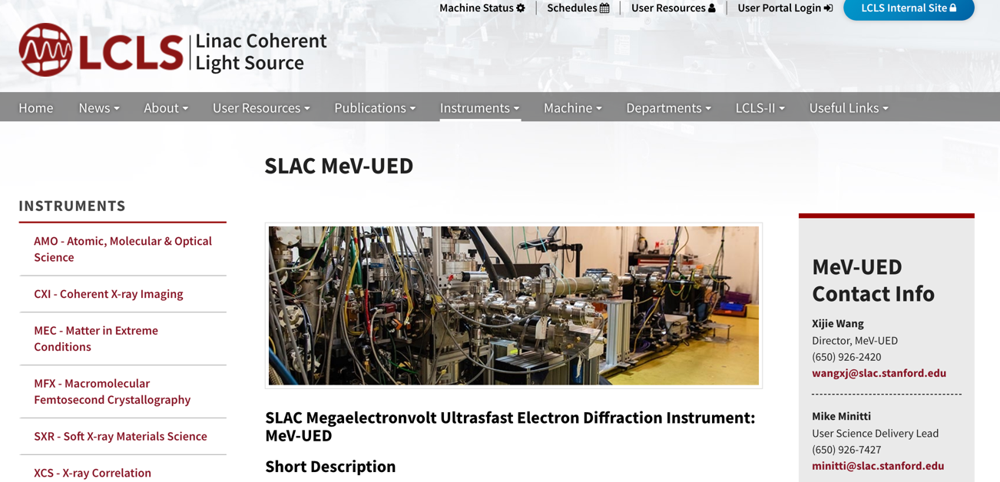 Machine Status
Schedules
User Resources
User Portal Login
LCLS Internal Site
LCLS
Linac Coherent
Light Source
Home
News
About
User Resources
Publications
Instruments
Machine
Departments
LCLS-II
Useful Links
SLAC MeV-UED
INSTRUMENTS
AMO - Atomic, Molecular & Optical
Science
CXI - Coherent X-ray Imaging
MEC - Matter in Extreme
Conditions
MFX - Macromolecular
Femtosecond Crystallography
SXR - Soft X-ray Materials Science
XCS - X-ray Correlation
SLAC Megaelectronvolt Ultrasfast Electron Diffraction Instrument:
MeV-UED
Short Description
MeV-UED
Contact Info
Xijie Wang
Director, MeV-UED
(650) 926-2420
wangxj@slac.stanford.edu
Mike Minitti
User Science Delivery Lead
(650) 926-7427
minitti@slac.stanford.edu